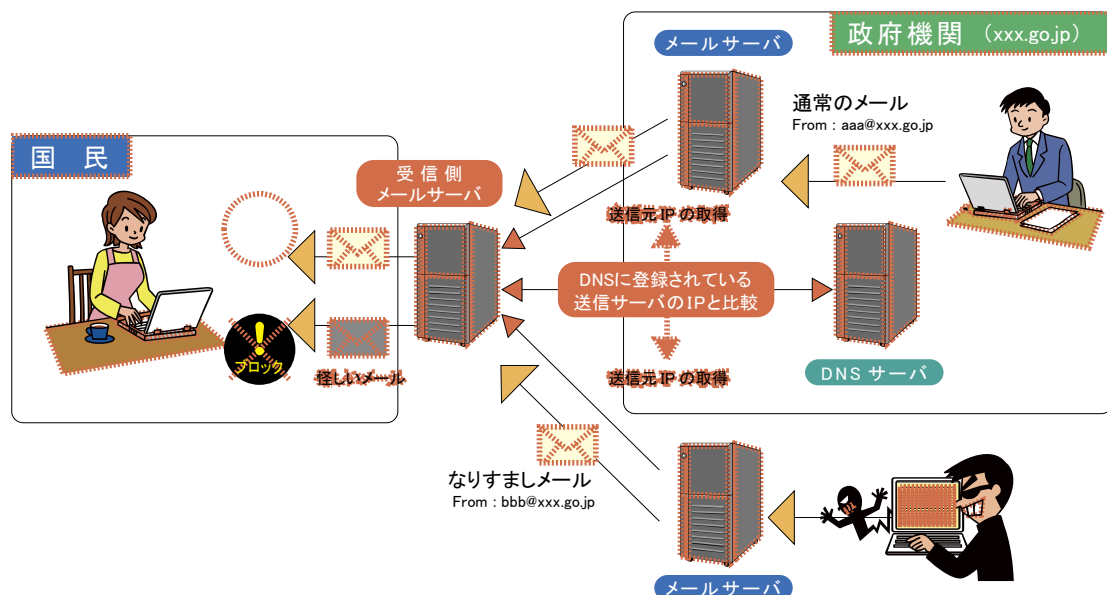 メールサーバ
政府機関 (xxx.go.jp)
通常のメール
From : aaa@xxx.go.jp
国 民
受信側
メールサーバ
送信元 IP の取得
DNSに登録されている
送信サーバのIPと比較
!
ブロック
怪しいメール
送信元 IP の取得
DNS サーバ
なりすましメール
From : bbb@xxx.go.jp
メールサーバ